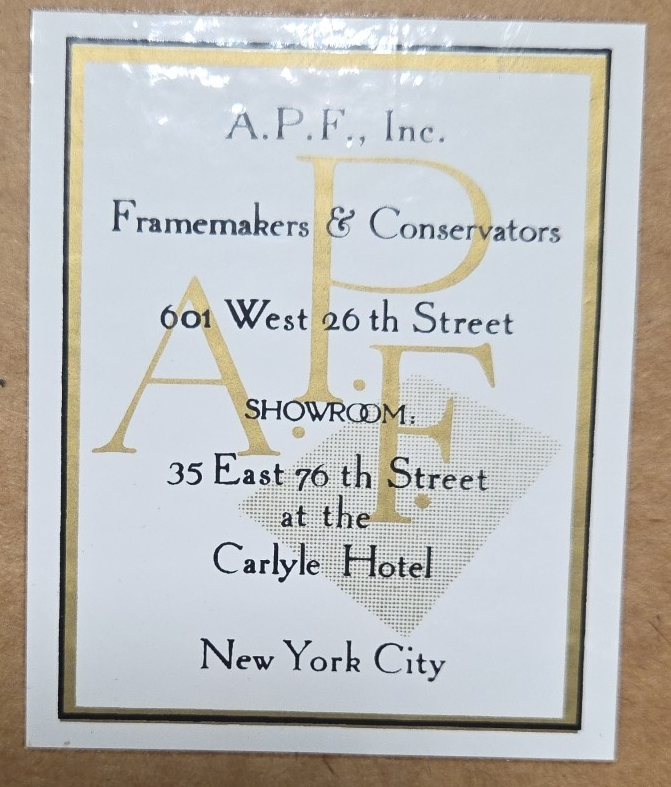 A.P.F., Inc.
Framemakers & Conservators
601 West 26 th Street
SHOWROOM:
35 East 76 th Street
at the
Carlyle Hotel
New York City
A.P.F.